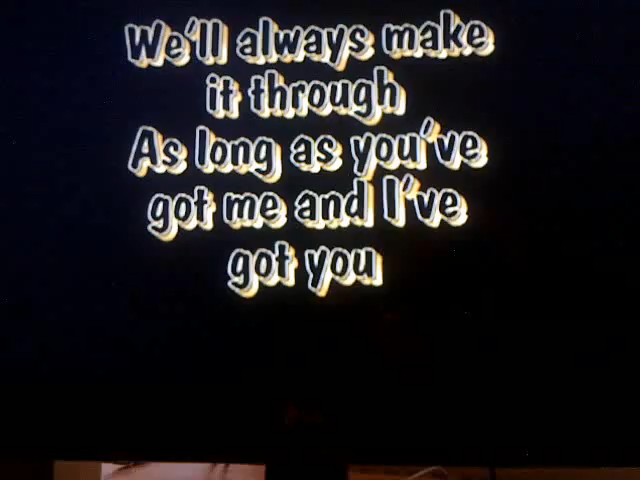 We'll always make
it through
As long as you've
got me and I've
got you